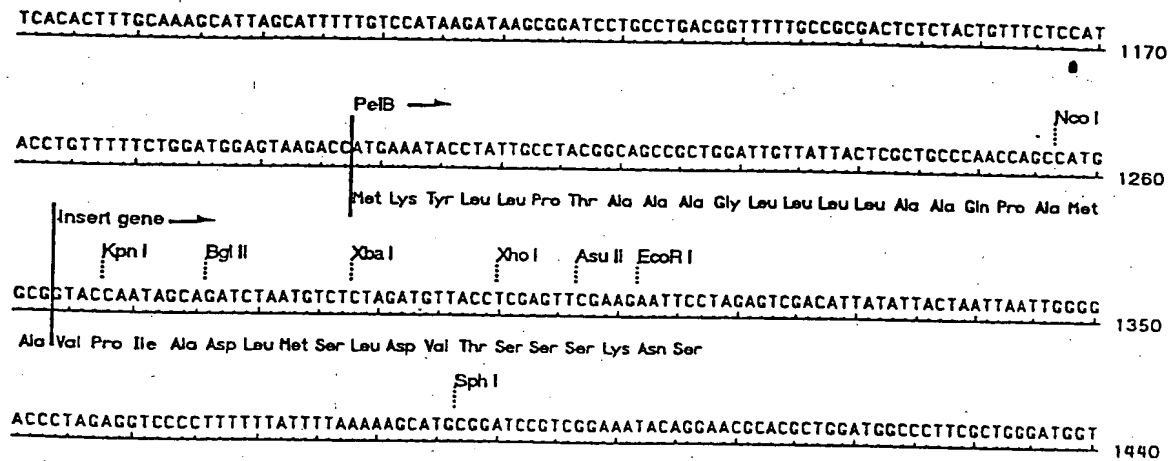 TCACACTTTGCAAAGCATTAGCATTTTTGTCCATAAGATAAGCGGATCCTGCCTGACGGTTTTTGCCGCGACTCTCTACTGTTTCTCCAT 1170
PelB
Nco I
ACCTGTTTTTCTGGATGGAGTAAGACCATGAAATACCTATTGCCTACGGCAGCCGCTGGATTGTTATTACTCGCTGCCCAACCAGCCATG 1260
Met Lys Tyr Leu Leu Pro Thr Ala Ala Ala Gly Leu Leu Leu Leu Ala Ala Gln Pro Ala Met
Insert gene
Kpn I Bgl II Xba I Xho I Asu II EcoR I
GCGGTACCAATAGCAGATCTAATGTCTCTAGATGTTACCTCGAGTTCGAAGAATTCCTAGAGTCGACATTATATTACTAATTAATTGGGG 1350
Ala Val Pro Ile Ala Asp Leu Met Ser Leu Asp Val Thr Ser Ser Ser Lys Asn Ser
Sph I
ACCCTAGAGGTCCCCTTTTTTATTTTAAAAAGCATGCGGATCCGTCGGAAATACAGGAACGCACGCTGGATGGCCCTTCGCTGGGATGGT 1440